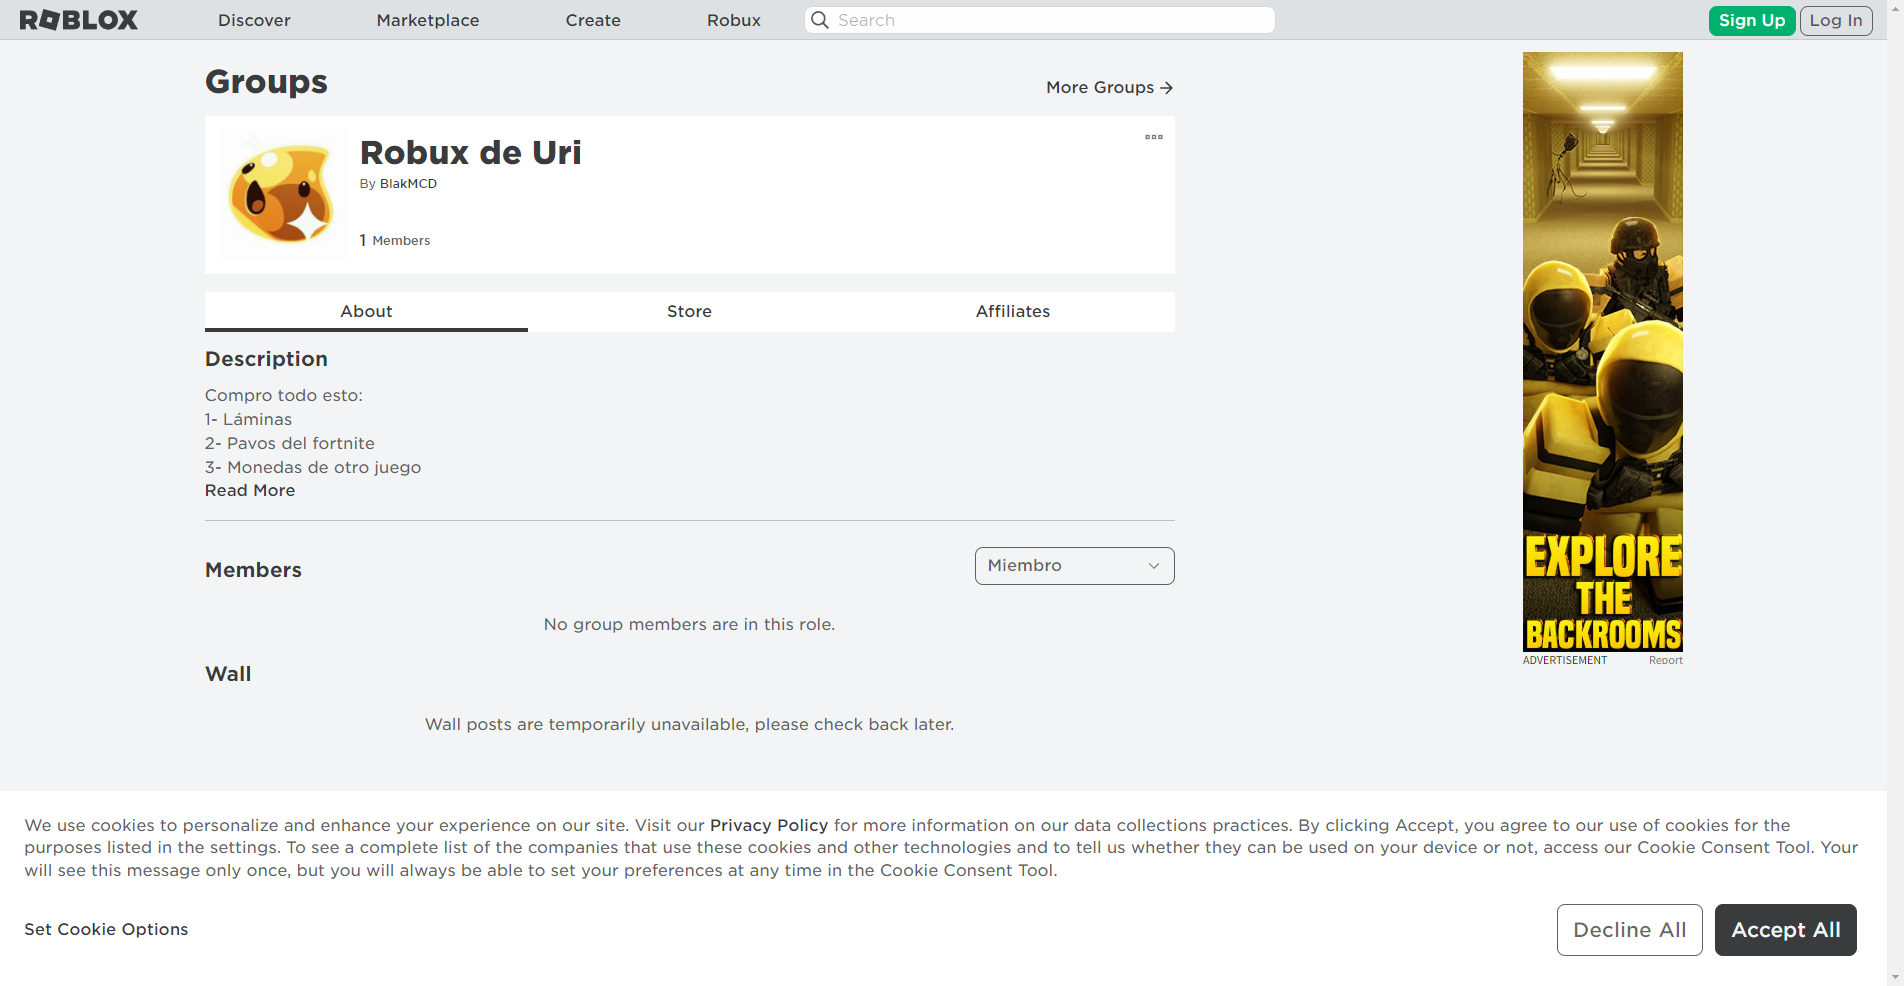 ROBLOX Discover Marketplace Create Robux Search Sign Up Log In
Groups
More Groups →
Robux de Uri
By BlakMCD
1 Members
About Store Affiliates
Description
Compro todo esto:
1- Láminas
2- Pavos del fortnite
3- Monedas de otro juego
Read More
Members
Miembro
No group members are in this role.
Wall
Wall posts are temporarily unavailable, please check back later.
EXPLORE
THE
BACKROOMS
ADVERTISEMENT Report
We use cookies to personalize and enhance your experience on our site. Visit our Privacy Policy for more information on our data collections practices. By clicking Accept, you agree to our use of cookies for the
purposes listed in the settings. To see a complete list of the companies that use these cookies and other technologies and to tell us whether they can be used on your device or not, access our Cookie Consent Tool. Your
will see this message only once, but you will always be able to set your preferences at any time in the Cookie Consent Tool.
Set Cookie Options
Decline All Accept All